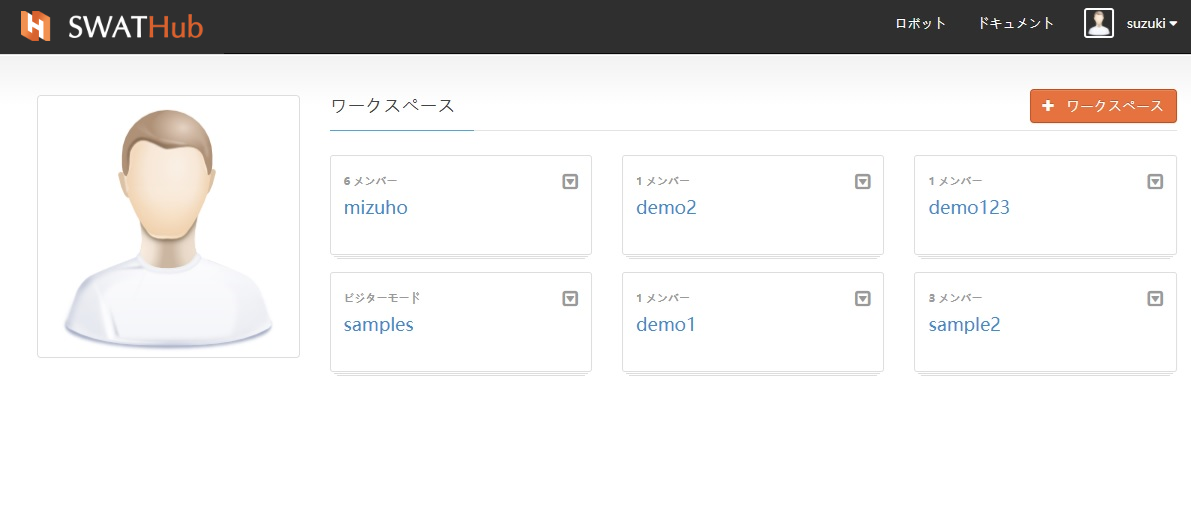 SWATHub
ロボット
ドキュメント
suzuki
ワークスペース
ワークスペース
6 メンバー
mizuho
1 メンバー
demo2
1 メンバー
demo123
ビジターモード
samples
1 メンバー
demo1
3 メンバー
sample2